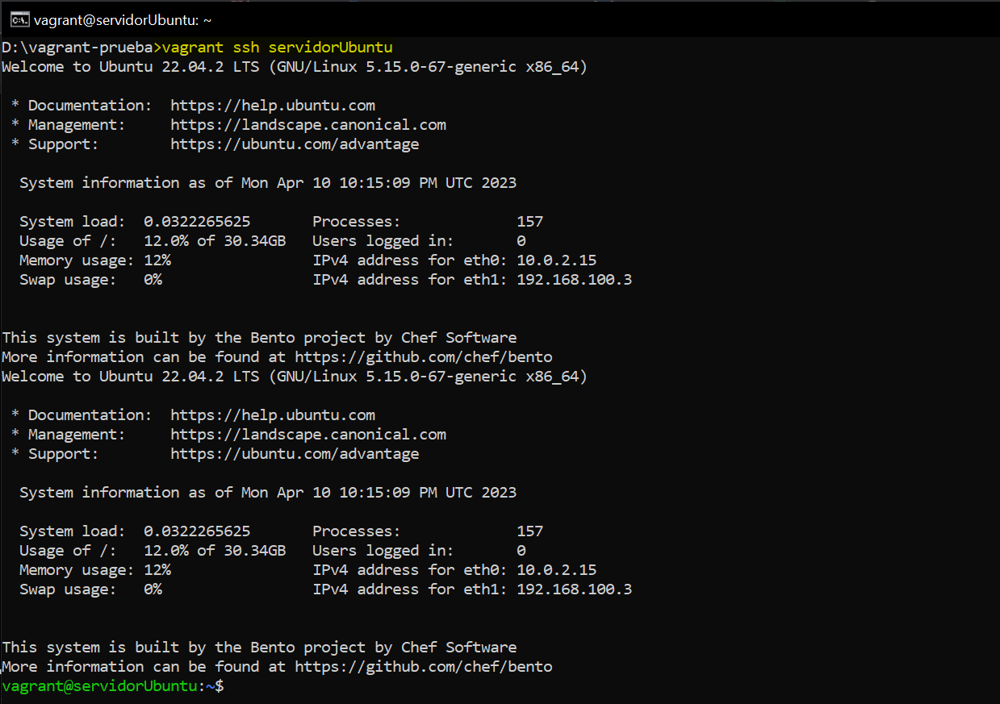 vagrant@servidorUbuntu: ~
D:\vagrant-prueba>vagrant ssh servidorUbuntu
Welcome to Ubuntu 22.04.2 LTS (GNU/Linux 5.15.0-67-generic x86_64)
* Documentation:  https://help.ubuntu.com
* Management:     https://landscape.canonical.com
* Support:        https://ubuntu.com/advantage
System information as of Mon Apr 10 10:15:09 PM UTC 2023
System load:  0.0322265625       Processes:             157
Usage of /:   12.0% of 30.34GB   Users logged in:       0
Memory usage: 12%                IPv4 address for eth0: 10.0.2.15
Swap usage:   0%                 IPv4 address for eth1: 192.168.100.3
This system is built by the Bento project by Chef Software
More information can be found at https://github.com/chef/bento
Welcome to Ubuntu 22.04.2 LTS (GNU/Linux 5.15.0-67-generic x86_64)
* Documentation:  https://help.ubuntu.com
* Management:     https://landscape.canonical.com
* Support:        https://ubuntu.com/advantage
System information as of Mon Apr 10 10:15:09 PM UTC 2023
System load:  0.0322265625       Processes:             157
Usage of /:   12.0% of 30.34GB   Users logged in:       0
Memory usage: 12%                IPv4 address for eth0: 10.0.2.15
Swap usage:   0%                 IPv4 address for eth1: 192.168.100.3
This system is built by the Bento project by Chef Software
More information can be found at https://github.com/chef/bento
vagrant@servidorUbuntu:~$